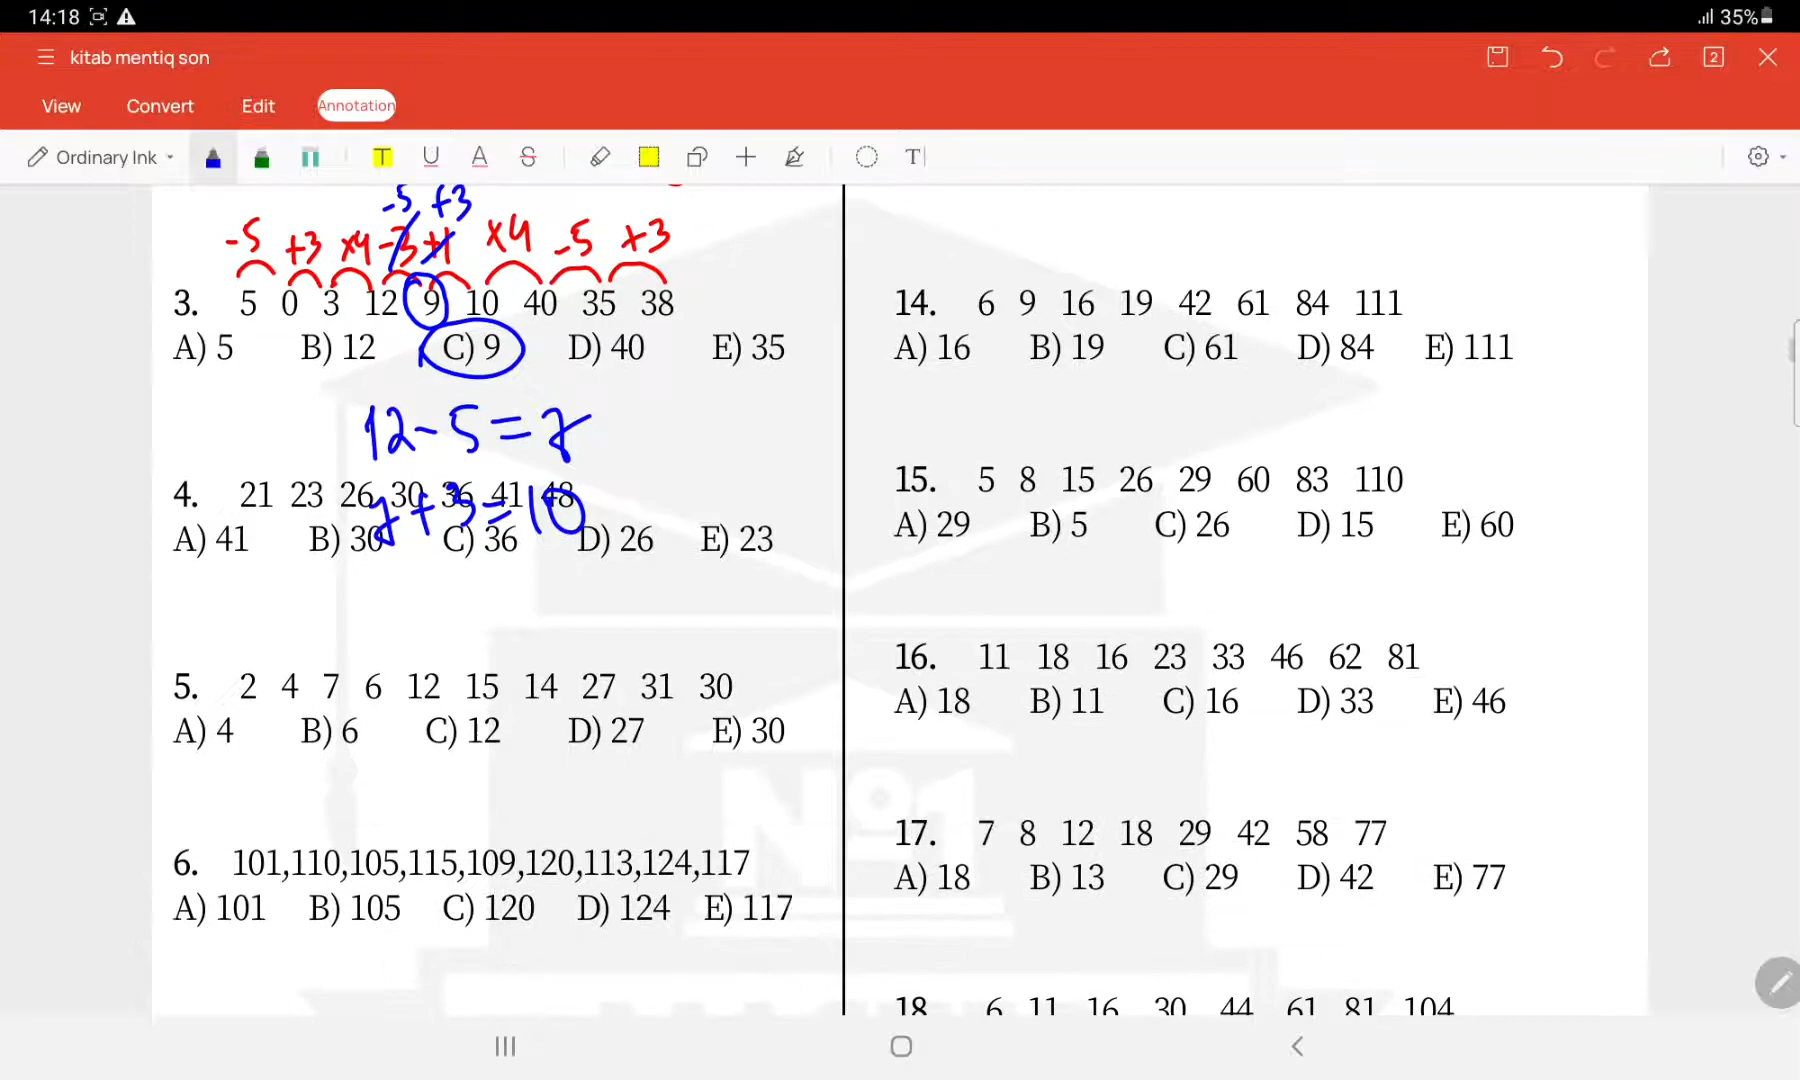 14:18 35%
kitab mentiq son 2
View Convert Edit Annotation
Ordinary Ink T U A S T
-5 +3
-5 +3 ×4 -3 +1 ×4 -5 +3
3. 5 0 3 12 9 10 40 35 38
A) 5 B) 12 C) 9 D) 40 E) 35
12-5=7
4. 21 23 26 30 36 41 48
7+3=10
A) 41 B) 30 C) 36 D) 26 E) 23
5. 2 4 7 6 12 15 14 27 31 30
A) 4 B) 6 C) 12 D) 27 E) 30
6. 101,110,105,115,109,120,113,124,117
A) 101 B) 105 C) 120 D) 124 E) 117
14. 6 9 16 19 42 61 84 111
A) 16 B) 19 C) 61 D) 84 E) 111
15. 5 8 15 26 29 60 83 110
A) 29 B) 5 C) 26 D) 15 E) 60
16. 11 18 16 23 33 46 62 81
A) 18 B) 11 C) 16 D) 33 E) 46
17. 7 8 12 18 29 42 58 77
A) 18 B) 13 C) 29 D) 42 E) 77
18 6 11 16 30 44 61 81 104
№1